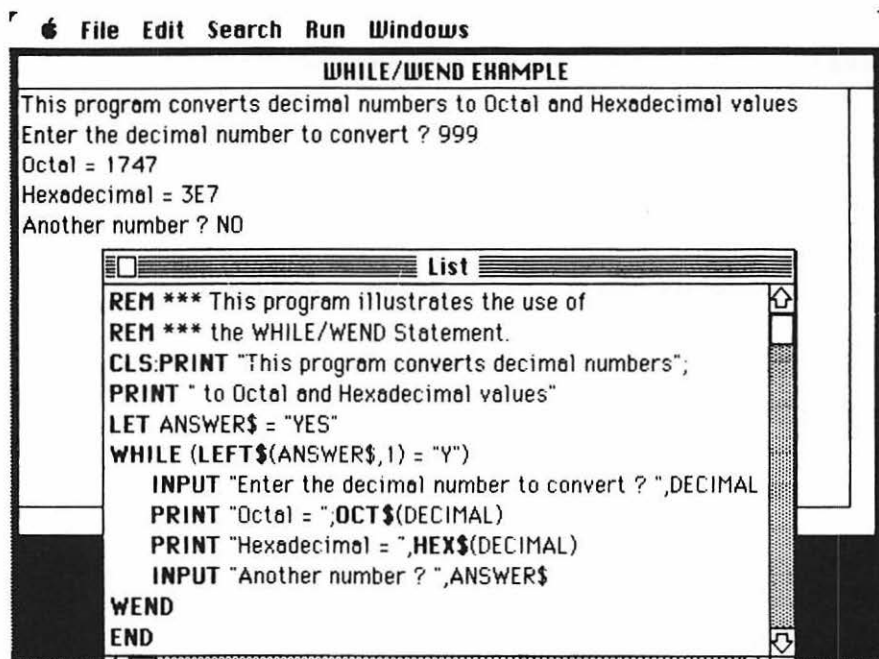 File Edit Search Run Windows
WHILE/WEND EXAMPLE
This program converts decimal numbers to Octal and Hexadecimal values
Enter the decimal number to convert ? 999
Octal = 1747
Hexadecimal = 3E7
Another number ? NO
List
REM *** This program illustrates the use of
REM *** the WHILE/WEND Statement.
CLS:PRINT "This program converts decimal numbers";
PRINT " to Octal and Hexadecimal values"
LET ANSWER$ = "YES"
WHILE (LEFT$(ANSWER$,1) = "Y")
INPUT "Enter the decimal number to convert ? ",DECIMAL
PRINT "Octal = ";OCT$(DECIMAL)
PRINT "Hexadecimal = ",HEX$(DECIMAL)
INPUT "Another number ? ",ANSWER$
WEND
END